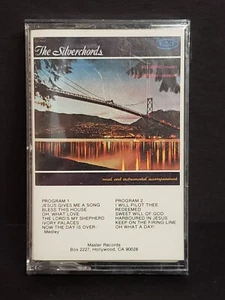 The Silverchords
vocal and instrumental accompaniment
PROGRAM 1
JESUS GIVES ME A SONG
BLESS THIS HOUSE
OH, WHAT LOVE
THE LORD'S MY SHEPHERD
IVORY PALACES
NOW THE DAY IS OVER-
Medley
PROGRAM 2
I WILL PILOT THEE
REDEEMED
SWEET WILL OF GOD
HARBOURED IN JESUS
KEEP ON THE FIRING LINE
OH WHAT A DAY!
Master Records
Box 2227, Hollywood, CA 90028